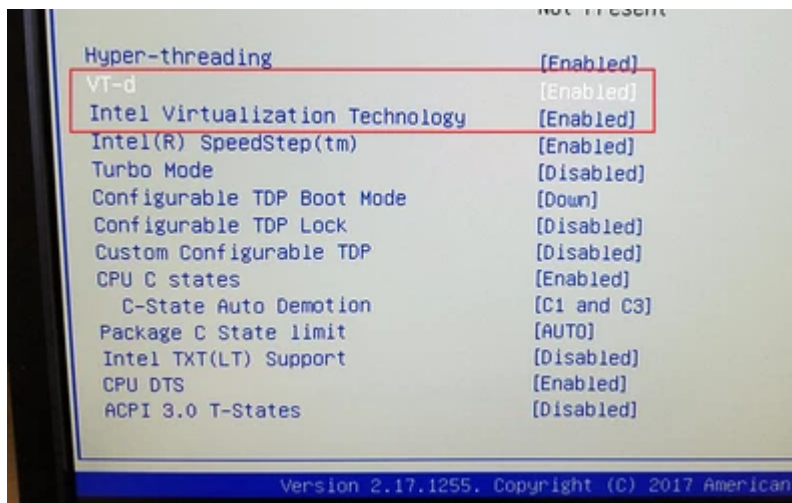 Not Present
Hyper-threading [Enabled]
VT-d [Enabled]
Intel Virtualization Technology [Enabled]
Intel(R) SpeedStep(tm) [Enabled]
Turbo Mode [Disabled]
Configurable TDP Boot Mode [Down]
Configurable TDP Lock [Disabled]
Custom Configurable TDP [Disabled]
CPU C states [Enabled]
C-State Auto Demotion [C1 and C3]
Package C State limit [AUTO]
Intel TXT(LT) Support [Disabled]
CPU DTS [Enabled]
ACPI 3.0 T-States [Disabled]
Version 2.17.1255. Copyright (C) 2017 American